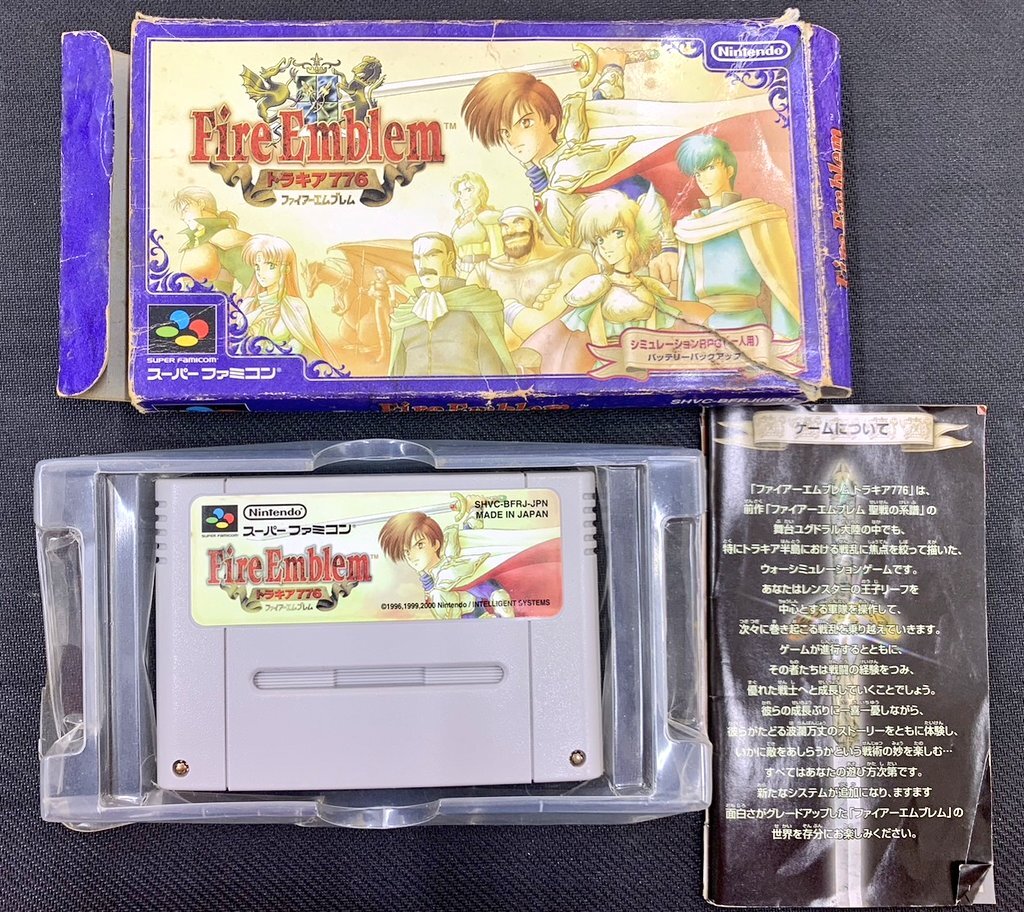 Nintendo®
Fire Emblem™
トラキア776
ファイアーエムブレム
SUPER FAMICOM™
スーパーファミコン®
シミュレーションRPG(一人用)
バッテリーバックアップ
Fire Emblem
Fire Emblem™
SHVC-BFRJ(JPN)
SUPER FAMICOM
Nintendo®
スーパーファミコン®
SHVC-BFRJ-JPN
MADE IN JAPAN
Fire Emblem™
トラキア776
ファイアーエムブレム
©1996,1999,2000 Nintendo / INTELLIGENT SYSTEMS
ゲームについて
「ファイアーエムブレム トラキア776」は、
前作「ファイアーエムブレム 聖戦の系譜」の
舞台ユグドラル大陸の中でも、
特にトラキア半島における戦乱に焦点を絞って描いた、
ウォーシミュレーションゲームです。
あなたはレンスターの王子リーフを
中心とする軍隊を操作して、
次々に巻き起こる戦乱を乗り越えていきます。
ゲームが進行するとともに、
その者たちは戦闘の経験をつみ、
優れた戦士へと成長していくことでしょう。
彼らの成長ぶりに一喜一憂しながら、
彼らがたどる波瀾万丈のストーリーをともに体験し、
いかに敵をあしらうかという戦術の妙を楽しむ…
すべてはあなたの遊び方次第です。
新たなシステムが追加になり、ますます
面白さがグレードアップした「ファイアーエムブレム」の
世界を存分にお楽しみください。